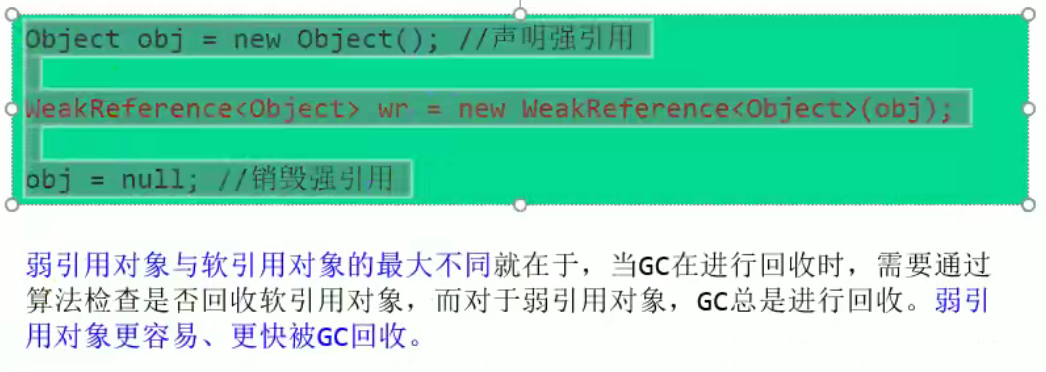 Object obj = new Object(); //声明强引用
WeakReference<Object> wr = new WeakReference<Object>(obj);
obj = null; //销毁强引用
弱引用对象与软引用对象的最大不同就在于，当GC在进行回收时，需要通过
算法检查是否回收软引用对象，而对于弱引用对象，GC总是进行回收。弱引
用对象更容易、更快被GC回收。